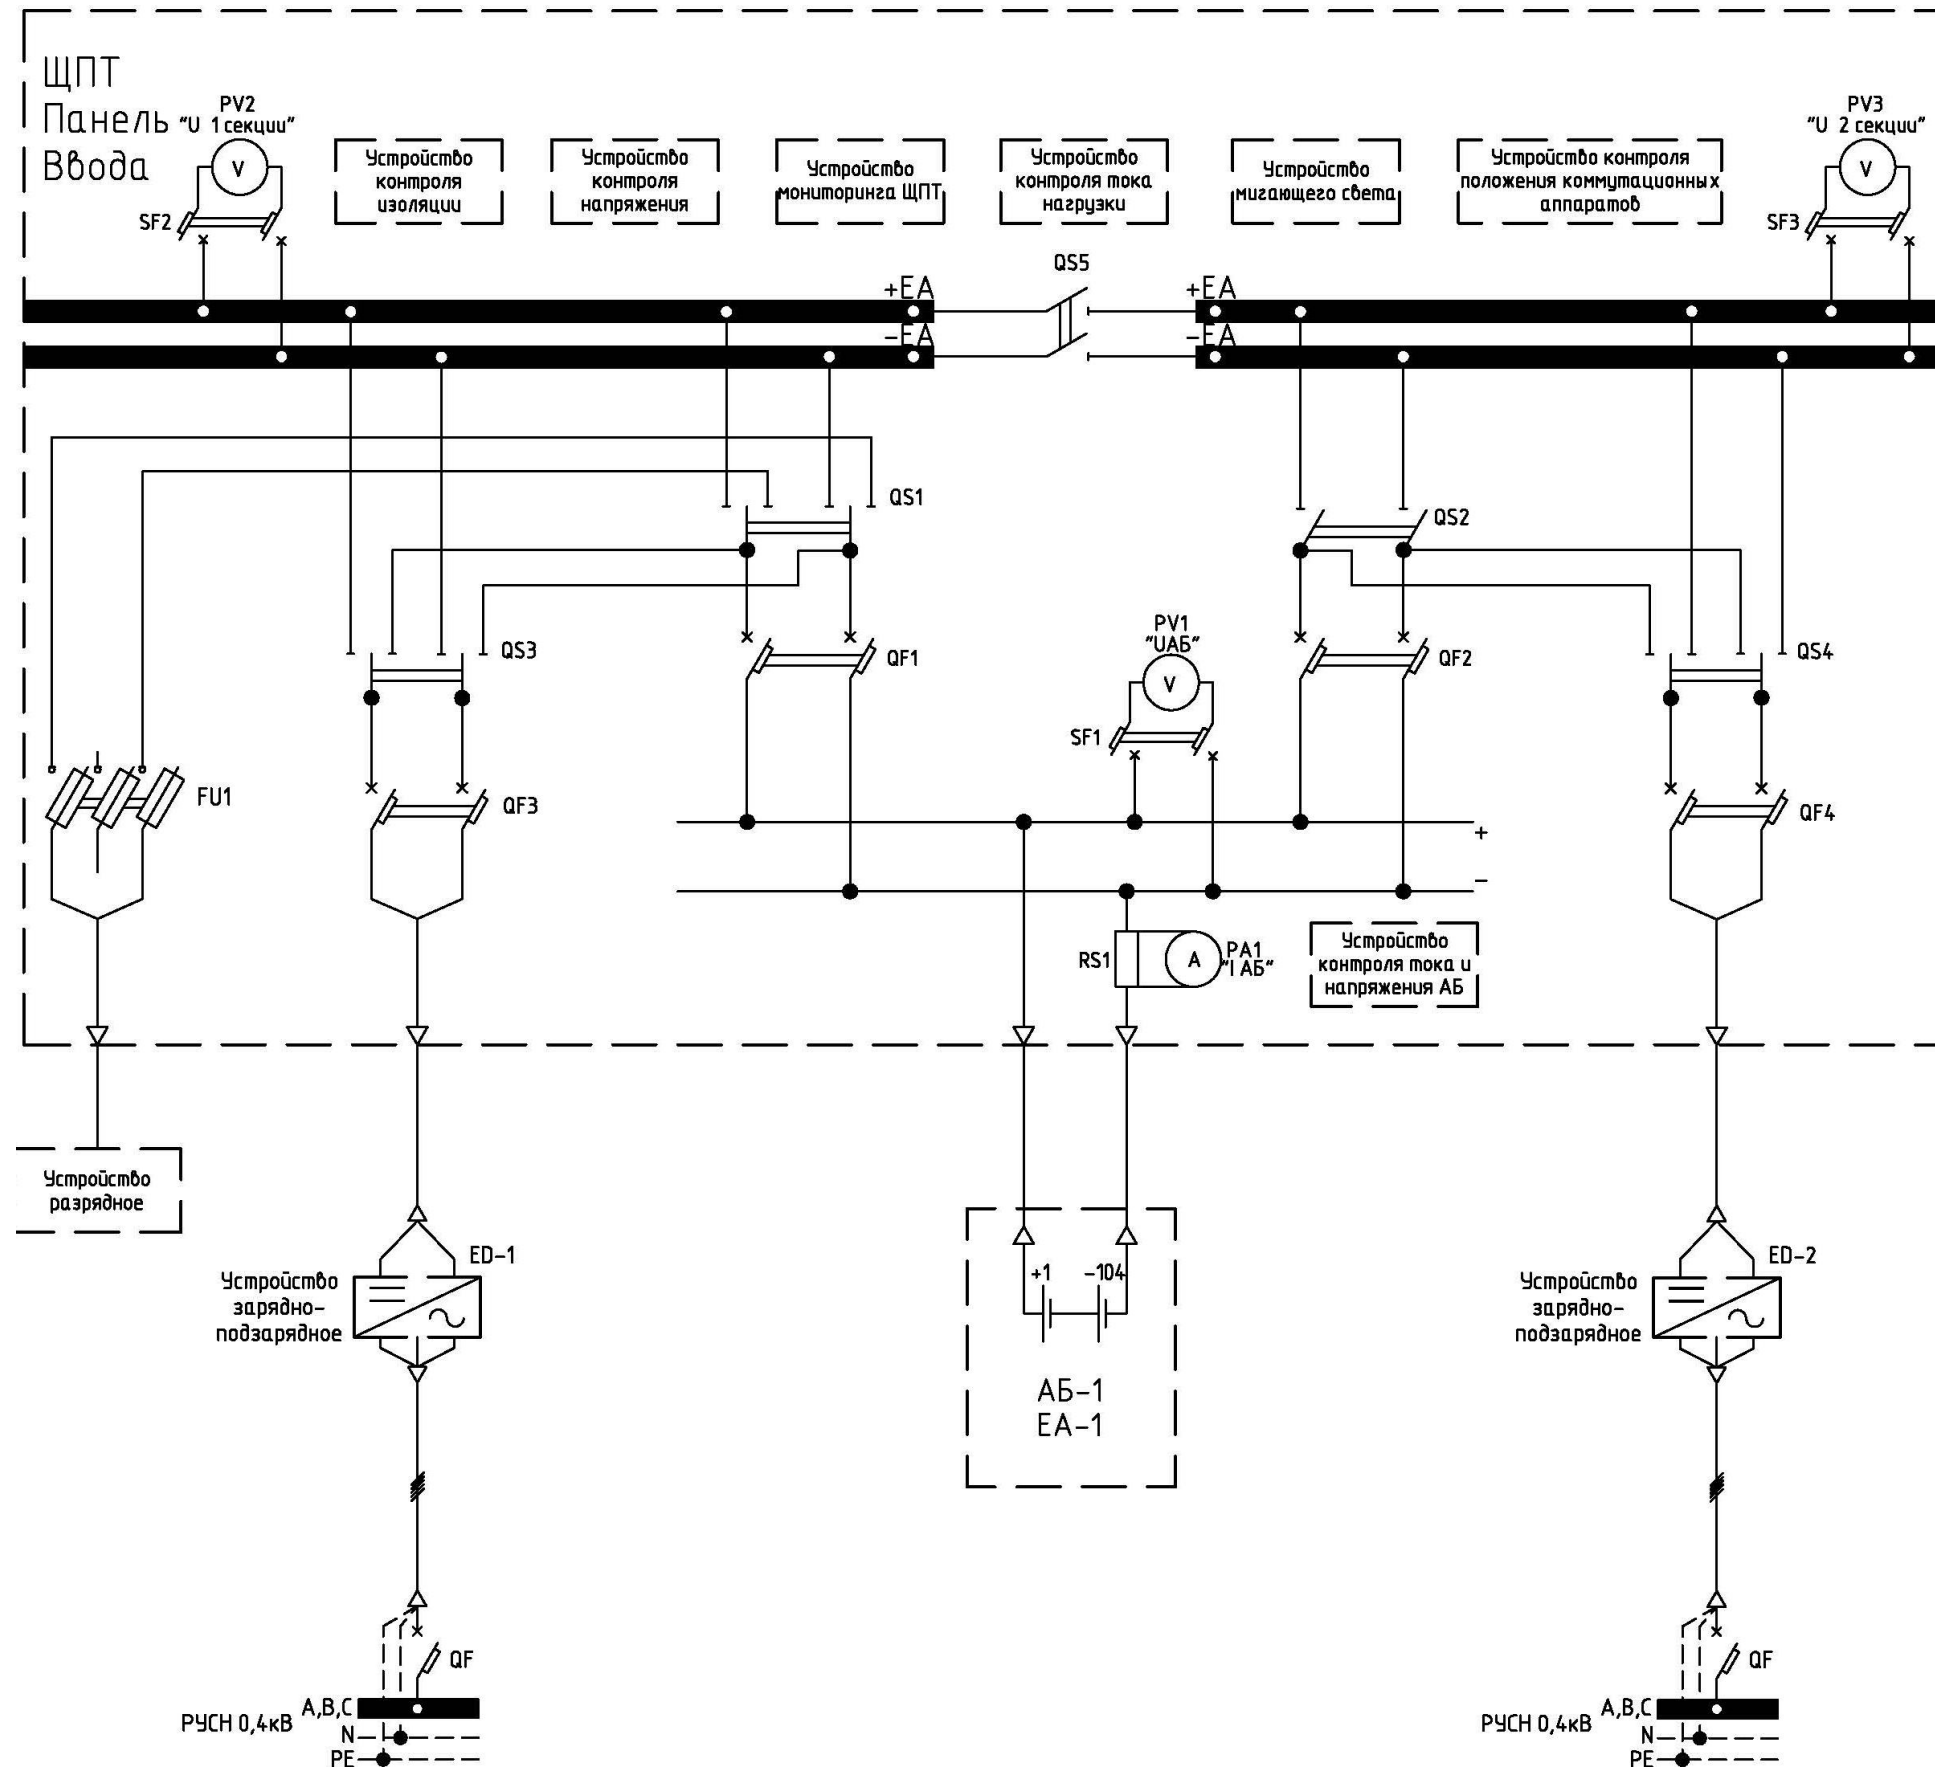 ЩПТ
Панель
Ввода
PV2
"U 1 секции"
V
SF2
Устройство
контроля
изоляции
Устройство
контроля
напряжения
Устройство
мониторинга ЩПТ
Устройство
контроля тока
нагрузки
Устройство
мигающего света
Устройство контроля
положения коммутационных
аппаратов
PV3
"U 2 секции"
V
SF3
QS5
+EA
+EA
-EA
-EA
QS1
QS2
QS3
QF1
PV1
"UАБ"
V
SF1
QF2
QS4
FU1
QF3
QF4
+
-
RS1
A
PA1
"I АБ"
Устройство
контроля тока и
напряжения АБ
Устройство
разрядное
ED-1
Устройство
зарядно-
подзарядное
+1
-104
АБ-1
EA-1
ED-2
Устройство
зарядно-
подзарядное
QF
A,B,C
РУСН 0,4кВ
N
PE
QF
A,B,C
РУСН 0,4кВ
N
PE